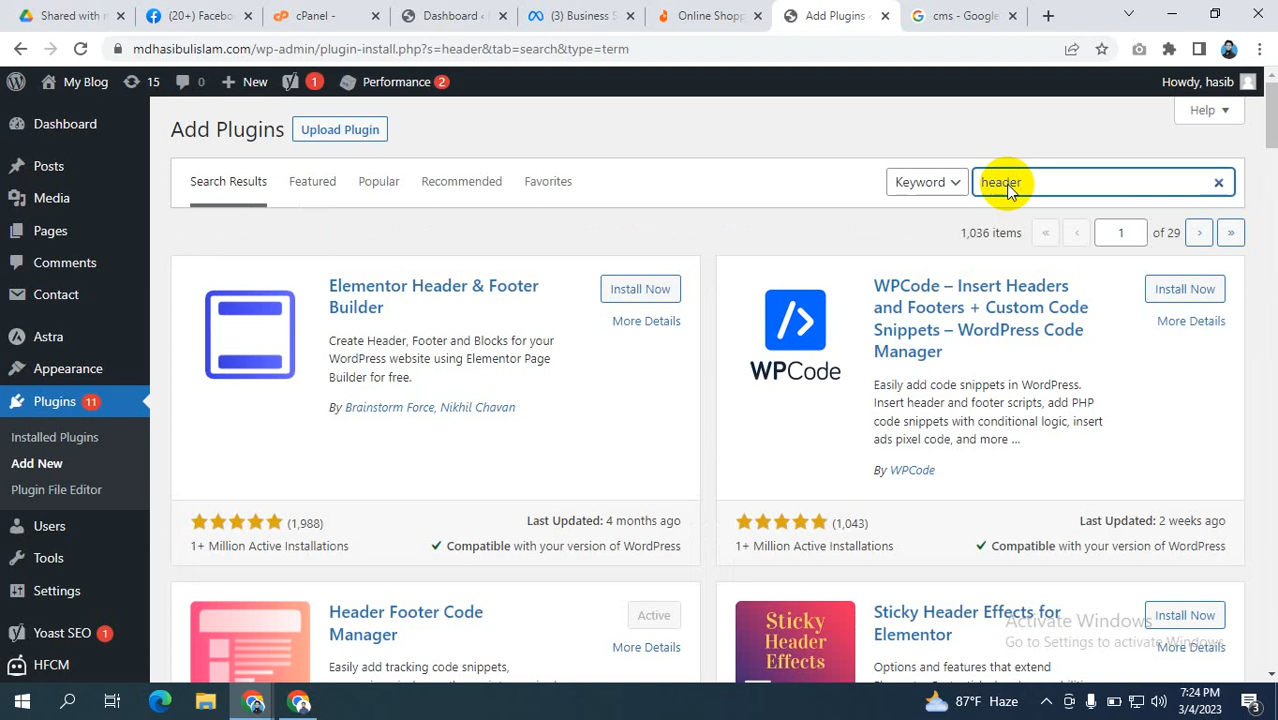 Shared with m
(20+) Facebo
cPanel -
Dashboard ‹
(3) Business S
Online Shopp
Add Plugins ‹
cms - Google
mdhasibulislam.com/wp-admin/plugin-install.php?s=header&tab=search&type=term
My Blog 15 0 New 1 Performance 2 Howdy, hasib
Dashboard
Posts
Media
Pages
Comments
Contact
Astra
Appearance
Plugins 11
Installed Plugins
Add New
Plugin File Editor
Users
Tools
Settings
Yoast SEO 1
HFCM
Help
Add Plugins Upload Plugin
Search Results Featured Popular Recommended Favorites Keyword header
1,036 items « ‹ 1 of 29 › »
Elementor Header & Footer
Builder
Install Now
More Details
Create Header, Footer and Blocks for your
WordPress website using Elementor Page
Builder for free.
By Brainstorm Force, Nikhil Chavan
(1,988)
Last Updated: 4 months ago
1+ Million Active Installations
Compatible with your version of WordPress
WPCode
WPCode – Insert Headers
and Footers + Custom Code
Snippets – WordPress Code
Manager
Install Now
More Details
Easily add code snippets in WordPress.
Insert header and footer scripts, add PHP
code snippets with conditional logic, insert
ads pixel code, and more ...
By WPCode
(1,043)
Last Updated: 2 weeks ago
1+ Million Active Installations
Compatible with your version of WordPress
Header Footer Code
Manager
Active
More Details
Easily add tracking code snippets,
Sticky
Header
Effects
Sticky Header Effects for
Elementor
Install Now
More Details
Options and features that extend
Activate Windows
Go to Settings to activate Windows.
87°F Haze
7:24 PM
3/4/2023
3